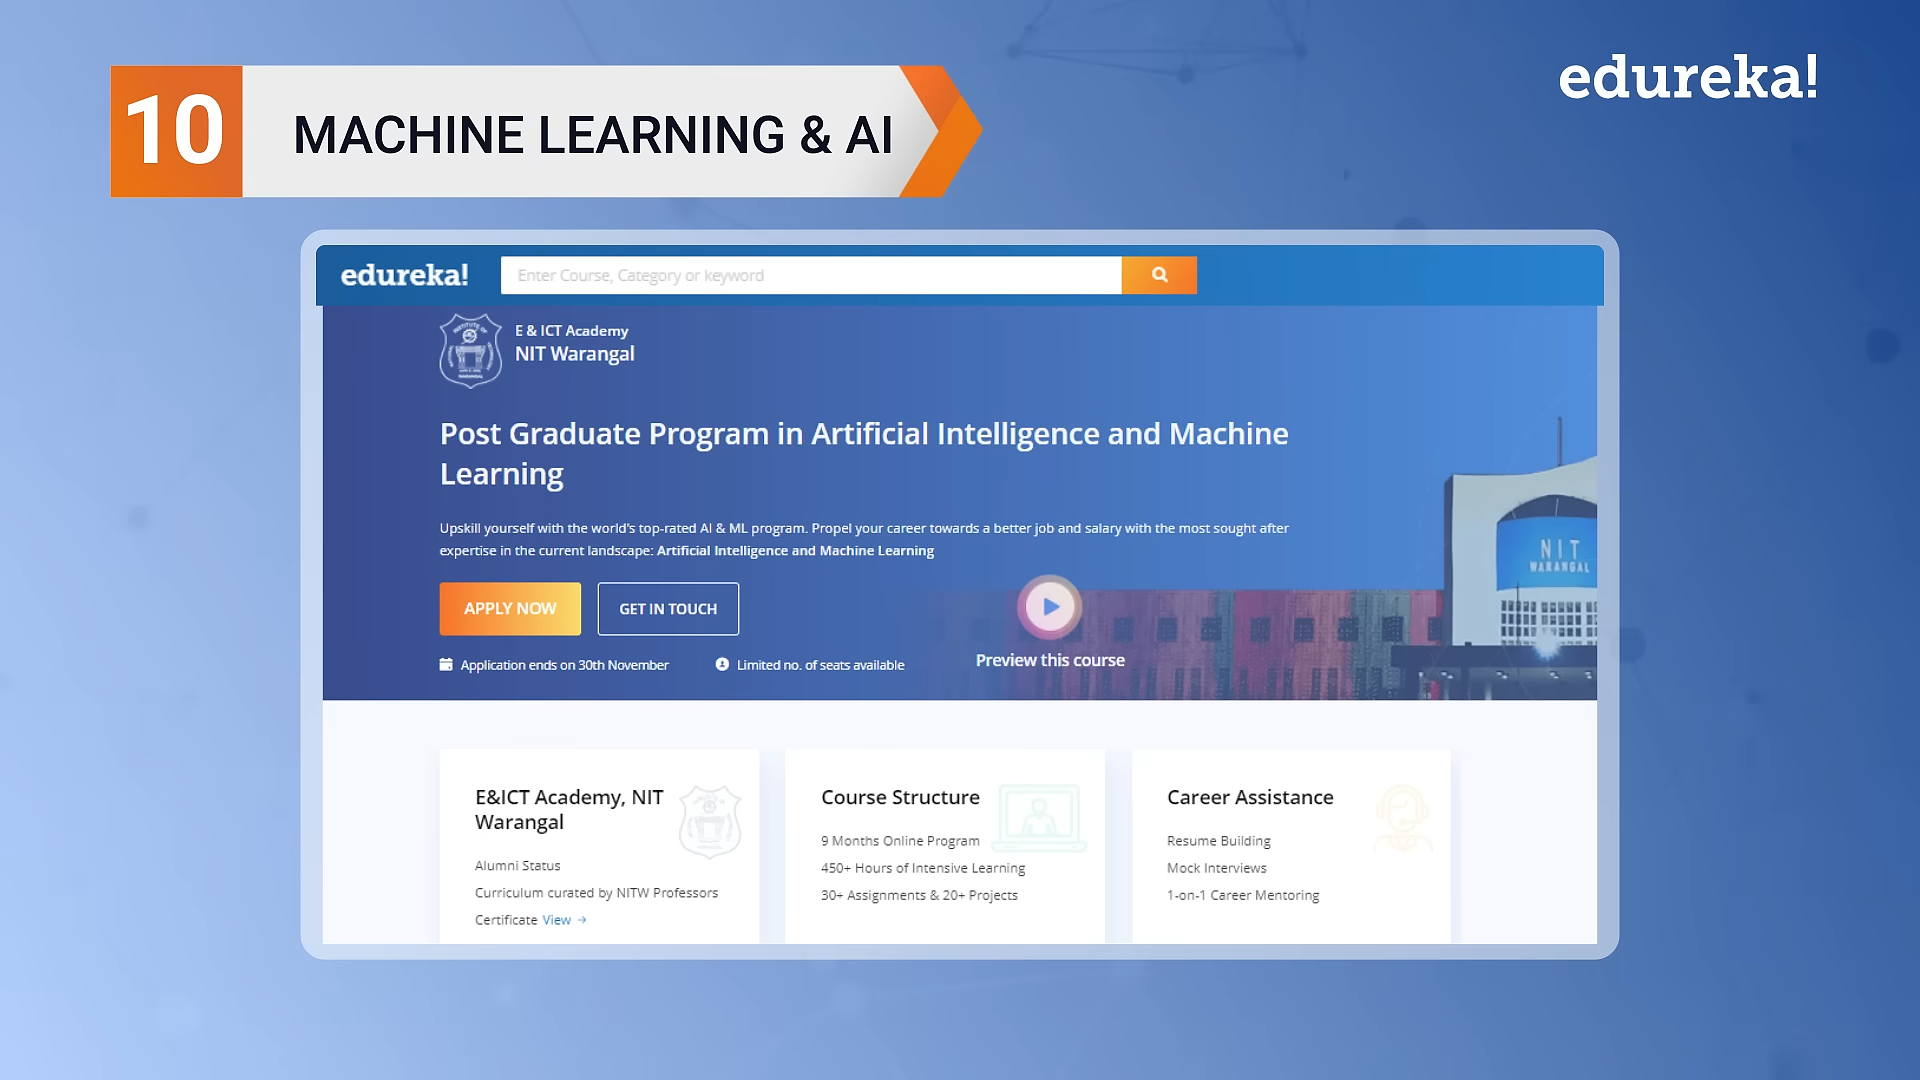 10
MACHINE LEARNING & AI
edureka!
edureka!
Enter Course, Category or keyword
E & ICT Academy
NIT Warangal
Post Graduate Program in Artificial Intelligence and Machine
Learning
Upskill yourself with the world's top-rated AI & ML program. Propel your career towards a better job and salary with the most sought after
expertise in the current landscape: Artificial Intelligence and Machine Learning
NIT
WARANGAL
APPLY NOW
GET IN TOUCH
Application ends on 30th November
Limited no. of seats available
Preview this course
E&ICT Academy, NIT
Warangal
Alumni Status
Curriculum curated by NITW Professors
Certificate View →
Course Structure
9 Months Online Program
450+ Hours of Intensive Learning
30+ Assignments & 20+ Projects
Career Assistance
Resume Building
Mock Interviews
1-on-1 Career Mentoring